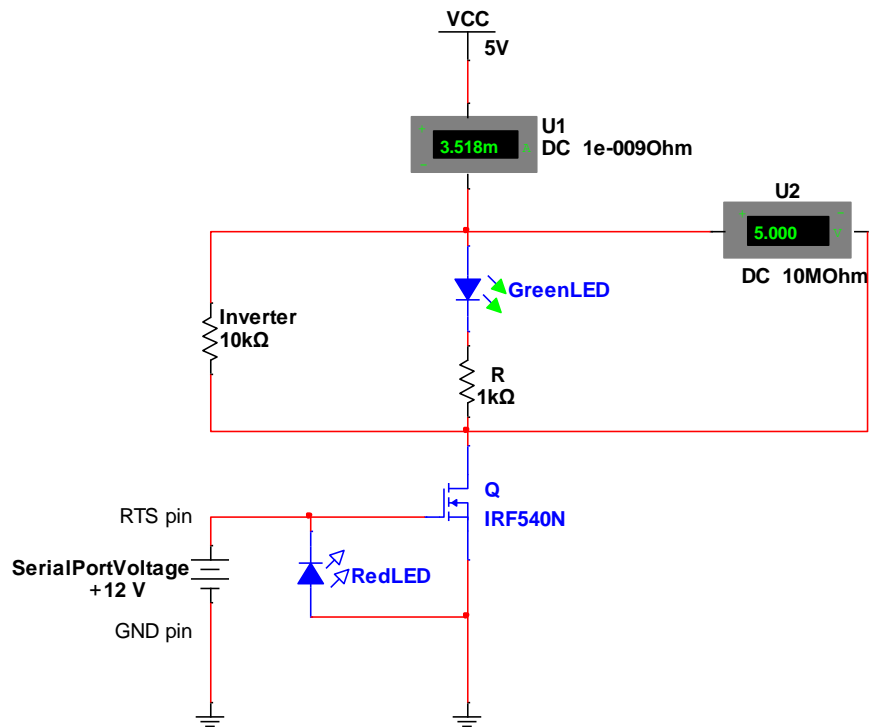 VCC
5V
U1
+
3.518m
A
-
DC 1e-009Ohm
U2
+
-
5.000
V
DC 10MOhm
GreenLED
Inverter
10kΩ
R
1kΩ
Q
IRF540N
RTS pin
SerialPortVoltage
+12 V
RedLED
GND pin